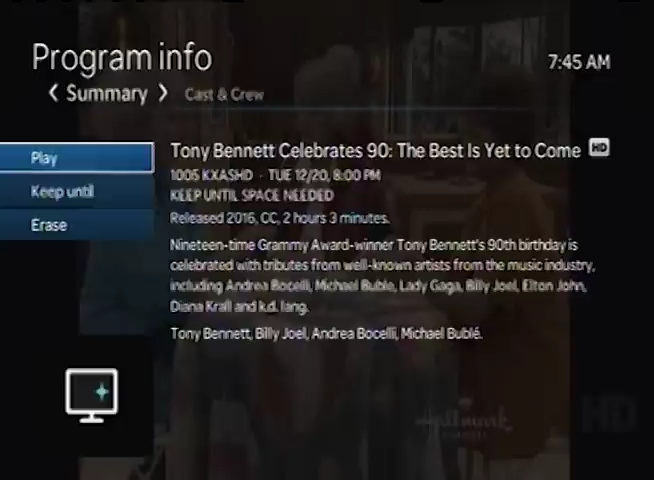 Program info
7:45 AM
< Summary > Cast & Crew
Play
Keep until
Erase
Tony Bennett Celebrates 90: The Best Is Yet to Come HD
1005 KXASHD · TUE 12/20, 8:00 PM
KEEP UNTIL SPACE NEEDED
Released 2016, CC, 2 hours 3 minutes.
Nineteen-time Grammy Award-winner Tony Bennett's 90th birthday is
celebrated with tributes from well-known artists from the music industry,
including Andrea Bocelli, Michael Buble, Lady Gaga, Billy Joel, Elton John,
Diana Krall and k.d. lang.
Tony Bennett, Billy Joel, Andrea Bocelli, Michael Bublé.
Hallmark
CHANNEL
HD